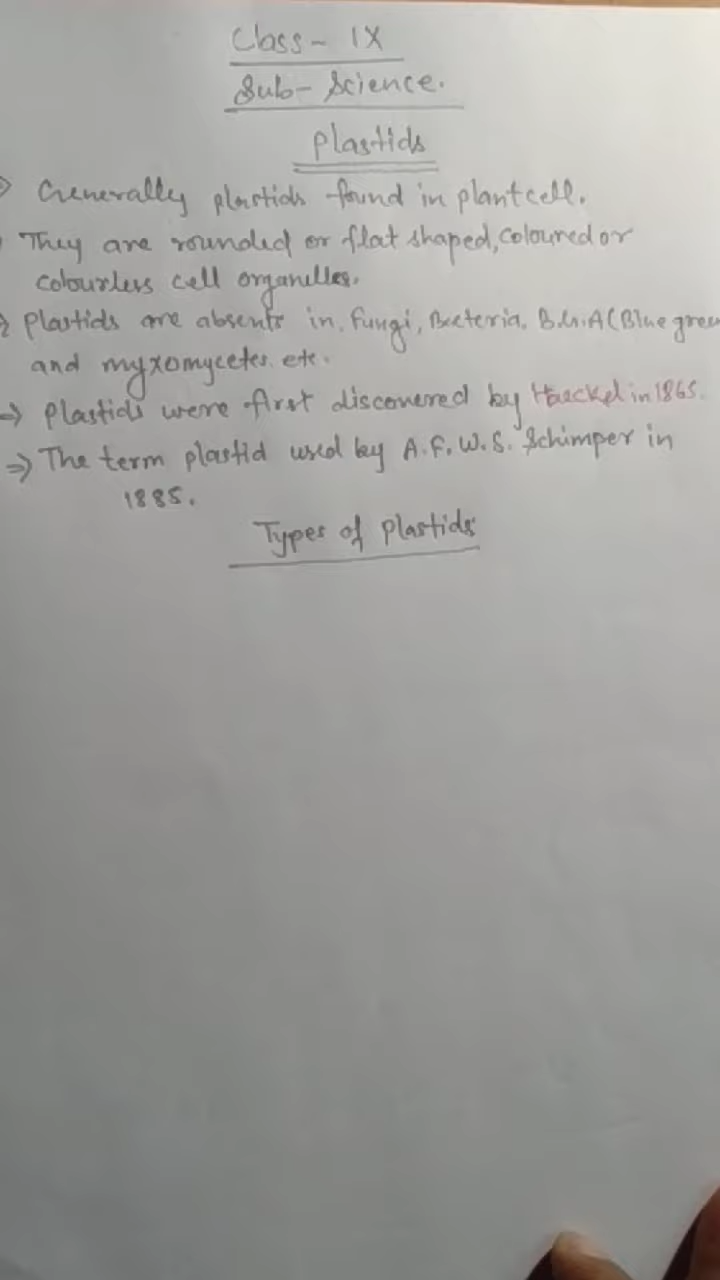 Class - IX
Sub - Science.
Plastids
Generally plastids found in plant cell.
They are rounded or flat shaped, coloured or
colourless cell organelles.
Plastids are absents in, Fungi, Bacteria, B.G.A (Blue green
and myxomycetes. etc.
⇒ Plastids were first discovered by Haeckel in 1865.
⇒ The term plastid used by A.F.W.S. Schimper in
1885.
Types of Plastids